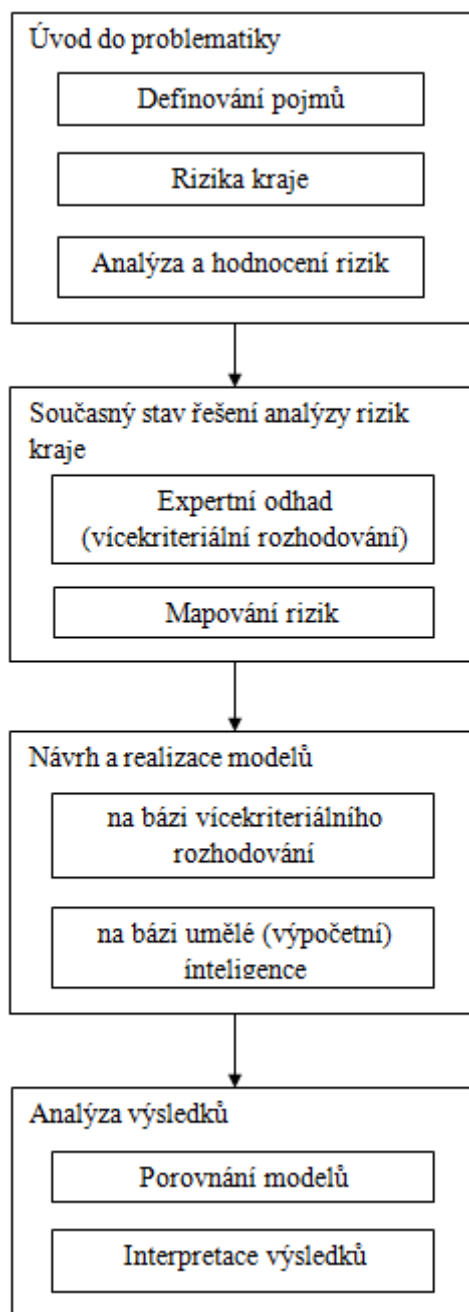 Úvod do problematiky
Definování pojmů
Rizika kraje
Analýza a hodnocení rizik
Současný stav řešení analýzy rizik
kraje
Expertní odhad
(vícekriteriální rozhodování)
Mapování rizik
Návrh a realizace modelů
na bázi vícekriteriálního
rozhodování
na bázi umělé (výpočetní)
inteligence
Analýza výsledků
Porovnání modelů
Interpretace výsledků